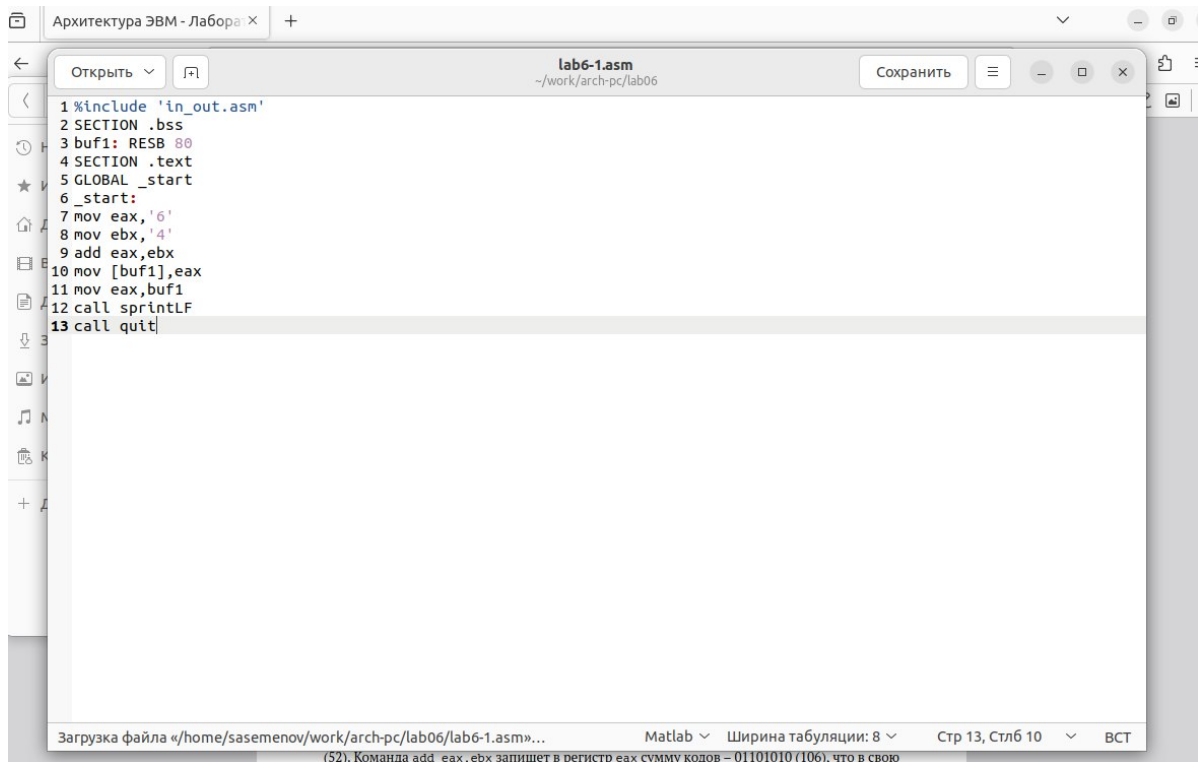 Архитектура ЭВМ - Лабора
Открыть
lab6-1.asm
~/work/arch-pc/lab06
Сохранить
1 %include 'in_out.asm'
2 SECTION .bss
3 buf1: RESB 80
4 SECTION .text
5 GLOBAL _start
6 _start:
7 mov eax,'6'
8 mov ebx,'4'
9 add eax,ebx
10 mov [buf1],eax
11 mov eax,buf1
12 call sprintLF
13 call quit
Загрузка файла «/home/sasemenov/work/arch-pc/lab06/lab6-1.asm»... Matlab Ширина табуляции: 8 Стр 13, Стлб 10 ВСТ
(52). Команда add eax,ebx запишет в регистр eax сумму кодов – 01101010 (106), что в свою